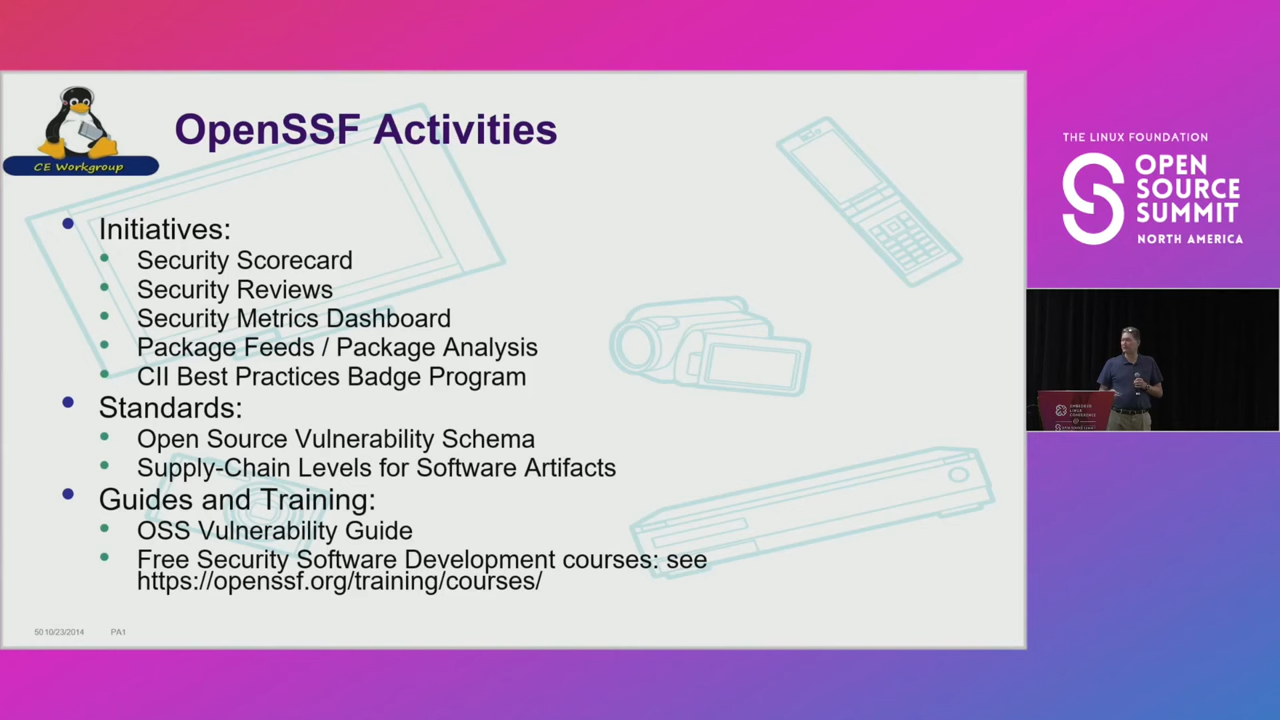 CE Workgroup
OpenSSF Activities
Initiatives:
Security Scorecard
Security Reviews
Security Metrics Dashboard
Package Feeds / Package Analysis
CII Best Practices Badge Program
Standards:
Open Source Vulnerability Schema
Supply-Chain Levels for Software Artifacts
Guides and Training:
OSS Vulnerability Guide
Free Security Software Development courses: see
https://openssf.org/training/courses/
50 10/23/2014 PA1
THE LINUX FOUNDATION
OPEN
SOURCE
SUMMIT
NORTH AMERICA
EMBEDDED
LINUX
CONFERENCE